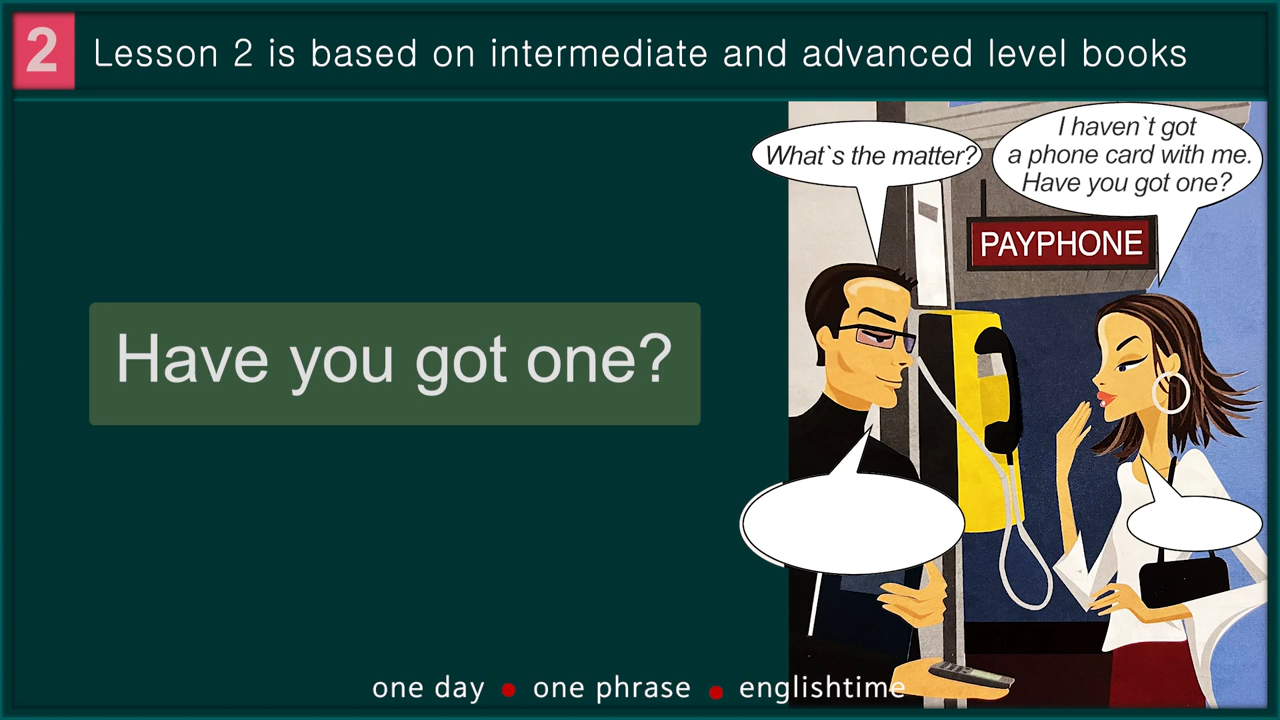 2
Lesson 2 is based on intermediate and advanced level books
What`s the matter?
I haven`t got
a phone card with me.
Have you got one?
PAYPHONE
Have you got one?
one day • one phrase • englishtime